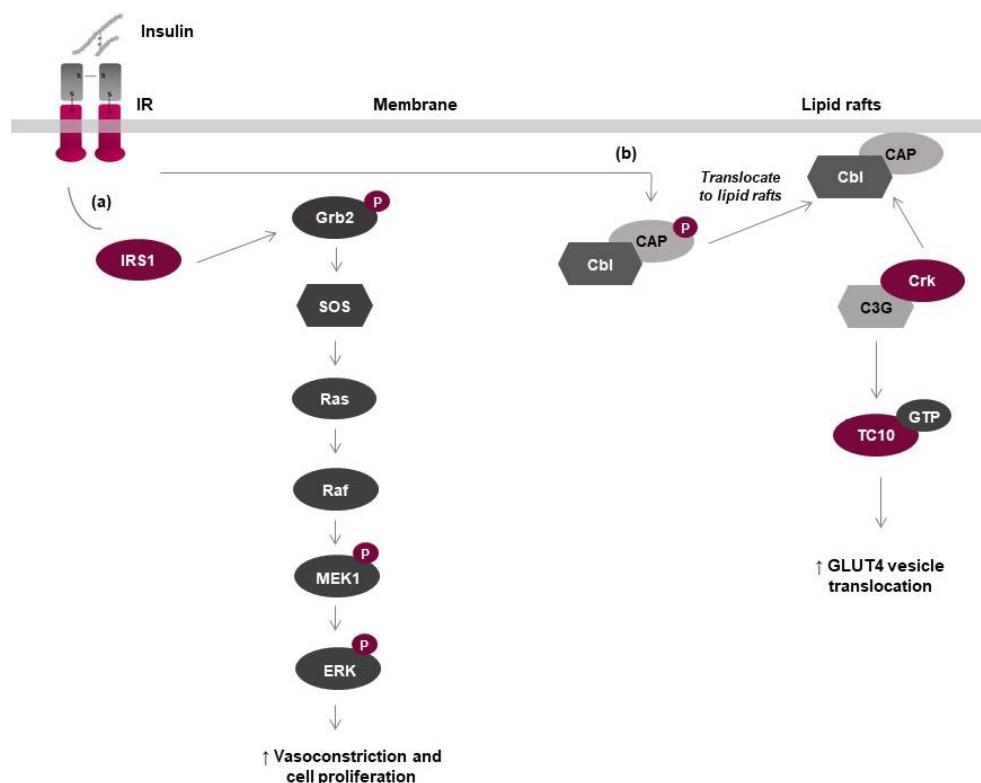 Insulin
S
S
S
S
IR
Membrane
Lipid rafts
(a)
(b)
IRS1
Grb2
P
SOS
Ras
Raf
MEK1
P
ERK
P
↑ Vasoconstriction and
cell proliferation
Cbl
CAP
P
Translocate
to lipid rafts
Cbl
CAP
Crk
C3G
TC10
GTP
↑ GLUT4 vesicle
translocation